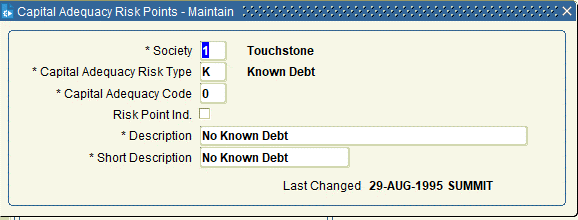 Capital Adequacy Risk Points - Maintain
* Society 1 Touchstone
* Capital Adequacy Risk Type K Known Debt
* Capital Adequacy Code 0
Risk Point Ind.
* Description No Known Debt
* Short Description No Known Debt
Last Changed 29-AUG-1995 SUMMIT